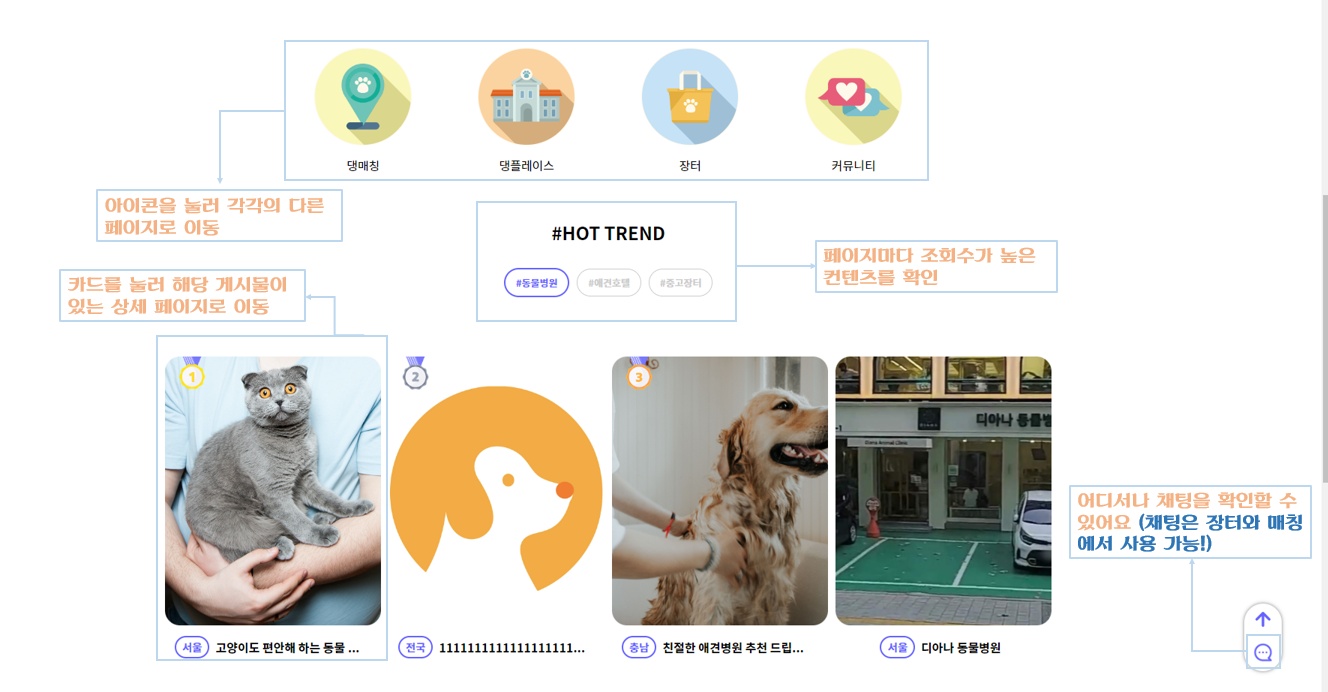 댕매칭
댕플레이스
장터
커뮤니티
아이콘을 눌러 각각의 다른
페이지로 이동
#HOT TREND
#동물병원
#애견호텔
#중고장터
페이지마다 조회수가 높은
컨텐츠를 확인
카드를 눌러 해당 게시물이
있는 상세 페이지로 이동
1
2
3
디아나 동물병
Diana Animal Clinic
어디서나 채팅을 확인할 수
있어요 (채팅은 장터와 매칭
에서 사용 가능!)
서울 고양이도 편안해 하는 동물 ...
전국 1111111111111111111...
충남 친절한 애견병원 추천 드립...
서울 디아나 동물병원